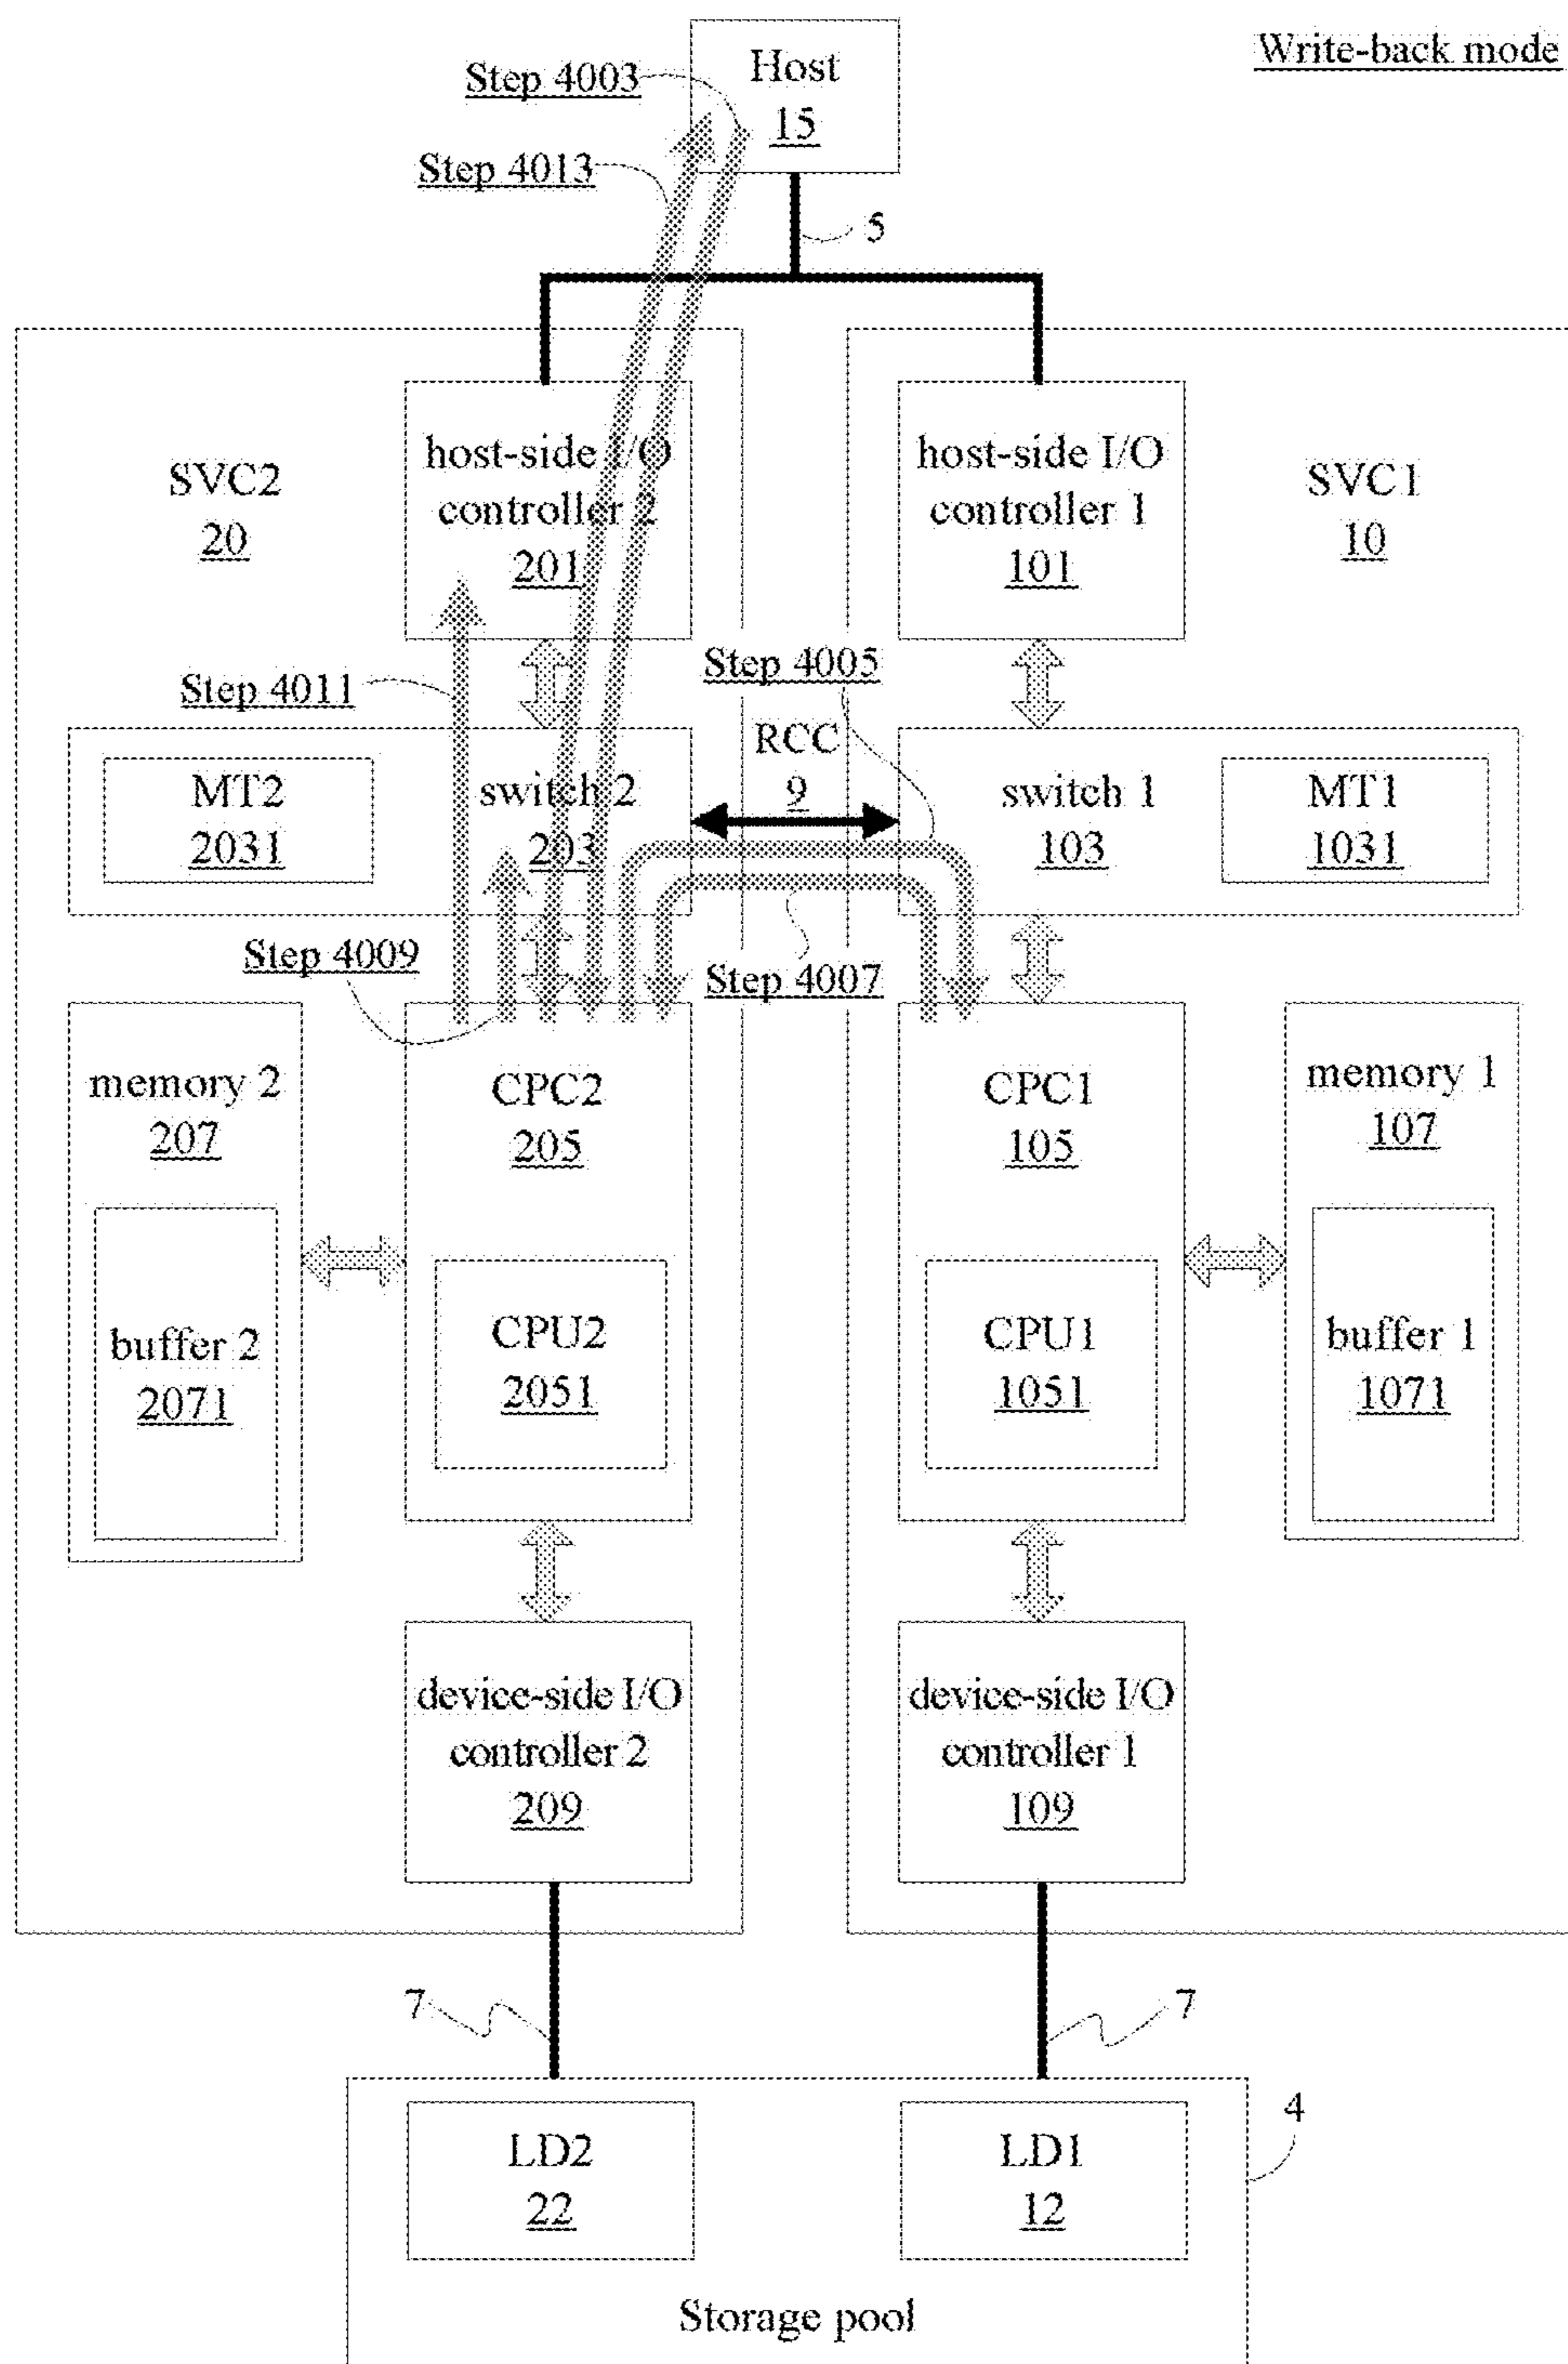 Write-back mode
Host
15
Step 4003
Step 4013
5
SVC2
20
host-side I/O
controller 2
201
host-side I/O
controller 1
101
SVC1
10
Step 4011
Step 4005
MT2
2031
switch 2
203
RCC
9
switch 1
103
MT1
1031
Step 4009
Step 4007
memory 2
207
CPC2
205
CPC1
105
memory 1
107
buffer 2
2071
CPU2
2051
CPU1
1051
buffer 1
1071
device-side I/O
controller 2
209
device-side I/O
controller 1
109
7
7
4
LD2
22
LD1
12
Storage pool